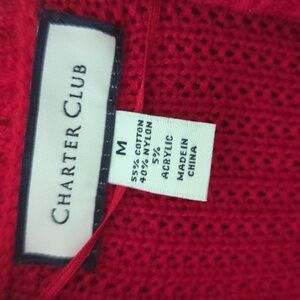 CHARTER CLUB
M
55% COTTON
40% NYLON
5%
ACRYLIC
MADE IN
CHINA